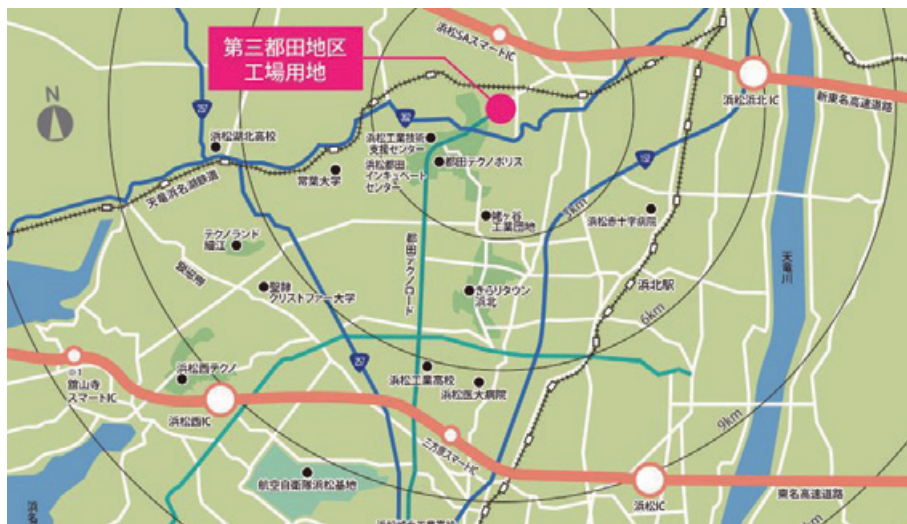 第三都田地区
工場用地
N
浜松SAスマートIC
浜松浜北IC
新東名高速道路
257
362
152
浜松湖北高校
天竜浜名湖鉄道
常葉大学
浜松工業技術
支援センター
浜松都田
インキュベート
センター
都田テクノポリス
姥ヶ谷
工業団地
3km
浜松赤十字病院
テクノランド
細江
都田テクノロード
聖隷
クリストファー大学
きらりタウン
浜北
浜北駅
天竜川
6km
257
※1
舘山寺
スマートIC
浜松西テクノ
浜松西IC
浜松工業高校
浜松医大病院
三方原スマートIC
9km
航空自衛隊浜松基地
浜松IC
東名高速道路
浜名